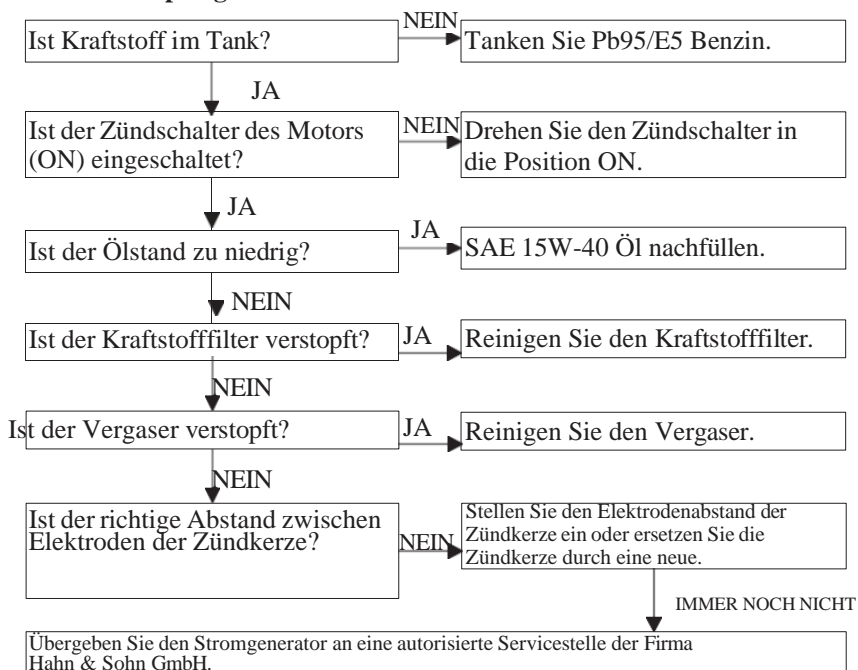 NEIN
Ist Kraftstoff im Tank?
Tanken Sie Pb95/E5 Benzin.
JA
Ist der Zündschalter des Motors
(ON) eingeschaltet?
NEIN
Drehen Sie den Zündschalter in
die Position ON.
JA
Ist der Ölstand zu niedrig?
JA
SAE 15W-40 Öl nachfüllen.
NEIN
Ist der Kraftstofffilter verstopft?
JA
Reinigen Sie den Kraftstofffilter.
NEIN
Ist der Vergaser verstopft?
JA
Reinigen Sie den Vergaser.
NEIN
Ist der richtige Abstand zwischen
Elektroden der Zündkerze?
NEIN
Stellen Sie den Elektrodenabstand der
Zündkerze ein oder ersetzen Sie die
Zündkerze durch eine neue.
IMMER NOCH NICHT
Übergeben Sie den Stromgenerator an eine autorisierte Servicestelle der Firma
Hahn & Sohn GmbH.